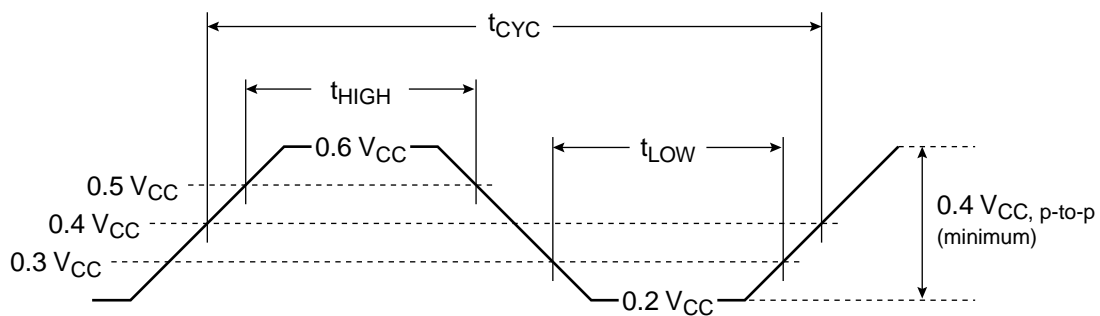 tCYC
tHIGH
0.6 VCC
tLOW
0.5 VCC
0.4 VCC
0.4 VCC, p-to-p
(minimum)
0.3 VCC
0.2 VCC